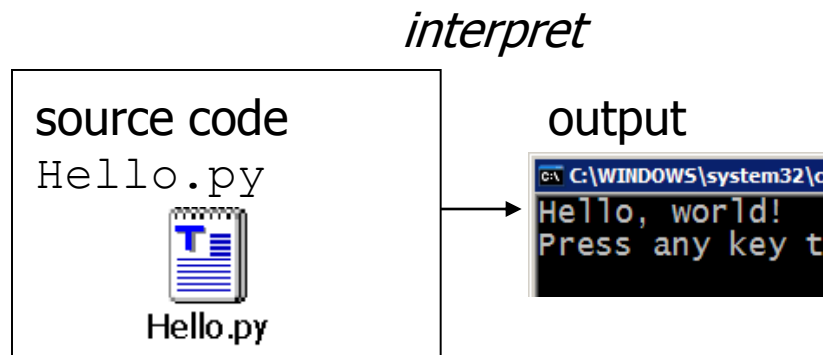 interpret
source code
Hello.py
Hello.py
output
C:\WINDOWS\system32\c
Hello, world!
Press any key t